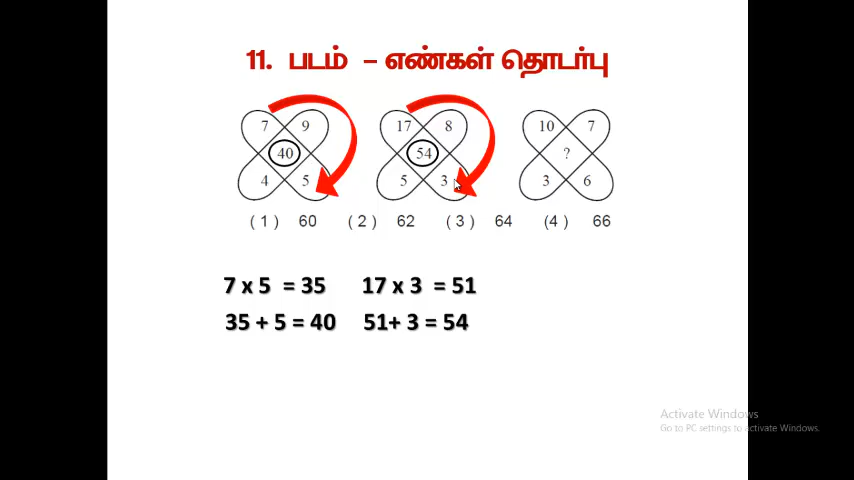 11. படம் – எண்கள் தொடர்பு
7 9 17 8 10 7
40 54 ?
4 5 5 3 3 6
( 1 ) 60 ( 2 ) 62 ( 3 ) 64 (4 ) 66
7 x 5 = 35 17 x 3 = 51
35 + 5 = 40 51+ 3 = 54
Activate Windows
Go to PC settings to activate Windows.